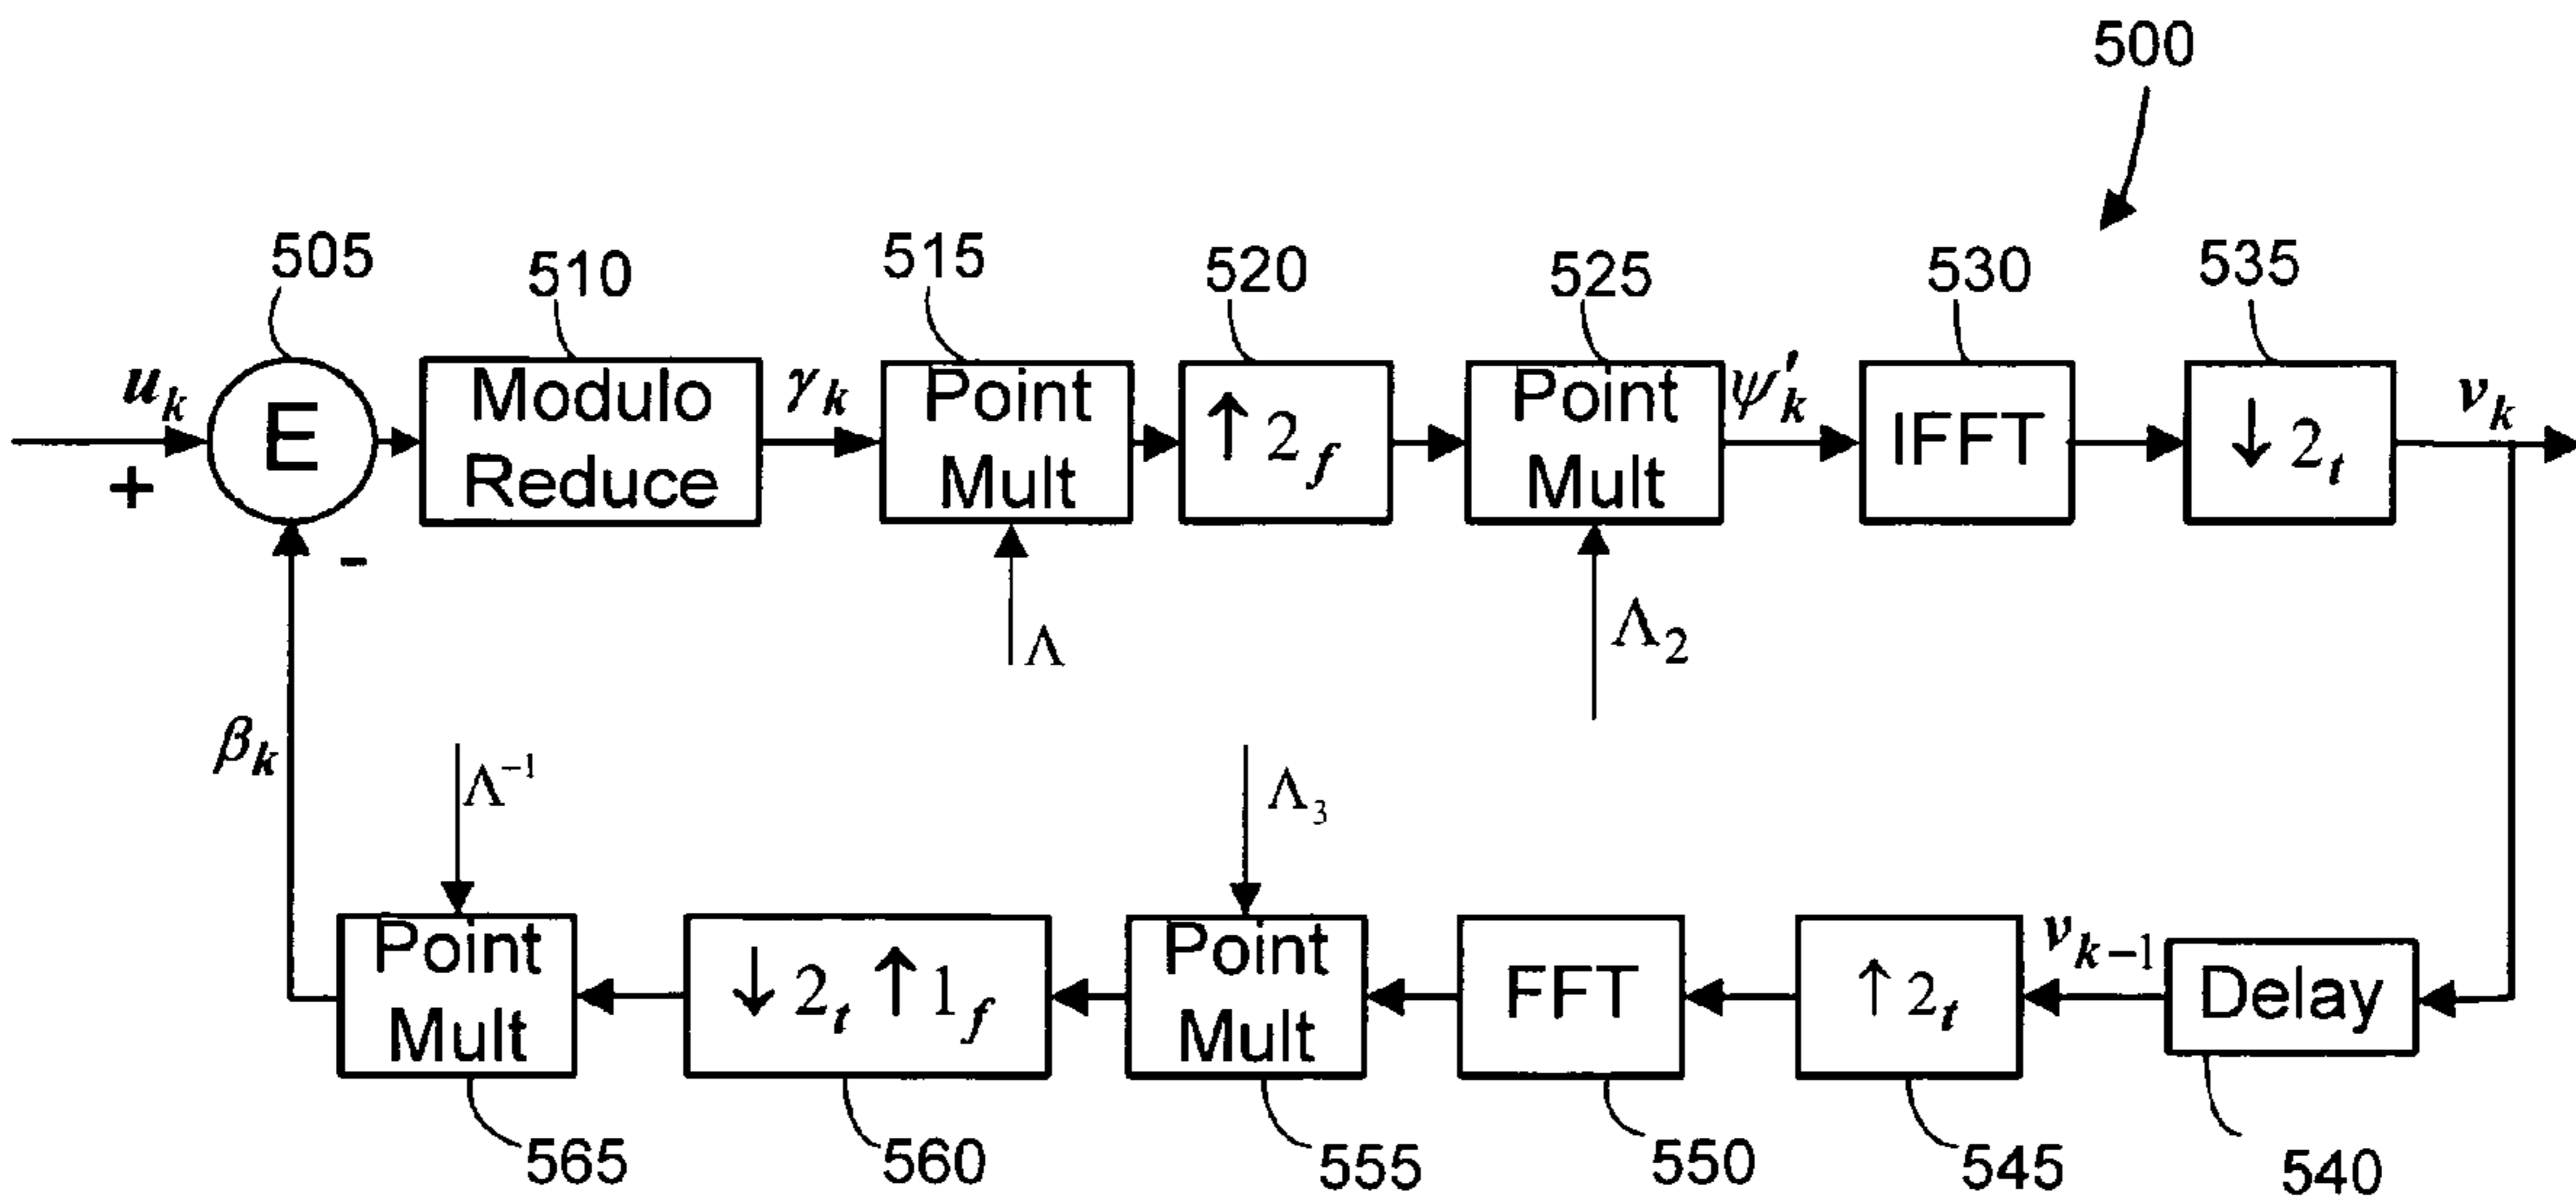 500
505
510
515
520
525
530
535
u_k
+
E
-
Modulo
Reduce
γ_k
Point
Mult
↑ 2_f
Point
Mult
ψ'_k
IFFT
↓ 2_t
v_k
Λ
Λ_2
β_k
Λ^{-1}
Λ_3
Point
Mult
↓ 2_t ↑ 1_f
Point
Mult
FFT
↑ 2_t
v_{k-1}
Delay
565
560
555
550
545
540